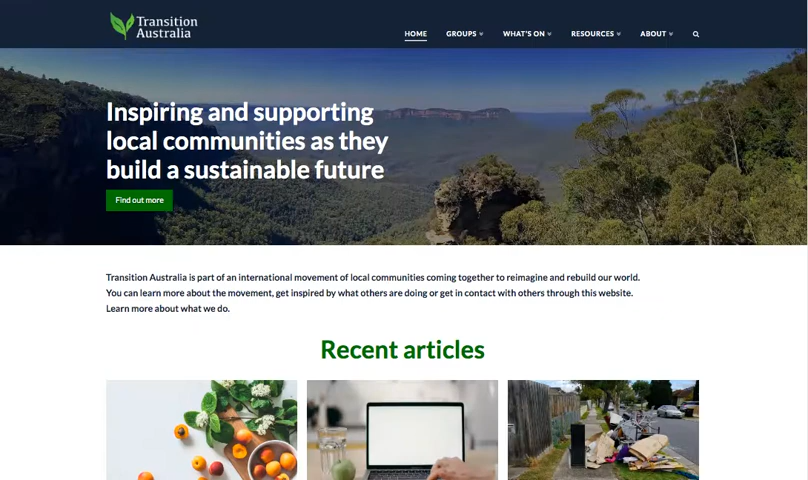 Transition
Australia
HOME GROUPS WHAT'S ON RESOURCES ABOUT
Inspiring and supporting
local communities as they
build a sustainable future
Find out more
Transition Australia is part of an international movement of local communities coming together to reimagine and rebuild our world.
You can learn more about the movement, get inspired by what others are doing or get in contact with others through this website.
Learn more about what we do.
Recent articles